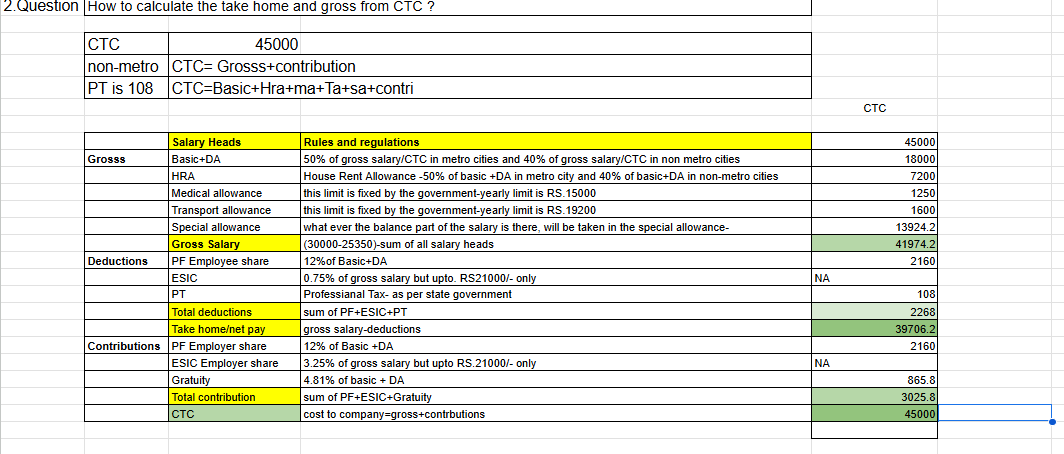 2.Question How to calculate the take home and gross from CTC ?
CTC 45000
non-metro CTC= Grosss+contribution
PT is 108 CTC=Basic+Hra+ma+Ta+sa+contri
CTC
Salary Heads Rules and regulations 45000
Grosss Basic+DA 50% of gross salary/CTC in metro cities and 40% of gross salary/CTC in non metro cities 18000
HRA House Rent Allowance -50% of basic +DA in metro city and 40% of basic+DA in non-metro cities 7200
Medical allowance this limit is fixed by the government-yearly limit is RS.15000 1250
Transport allowance this limit is fixed by the government-yearly limit is RS.19200 1600
Special allowance what ever the balance part of the salary is there, will be taken in the special allowance- 13924.2
Gross Salary (30000-25350)-sum of all salary heads 41974.2
Deductions PF Employee share 12%of Basic+DA 2160
ESIC 0.75% of gross salary but upto. RS21000/- only NA
PT Professianal Tax- as per state government 108
Total deductions sum of PF+ESIC+PT 2268
Take home/net pay gross salary-deductions 39706.2
Contributions PF Employer share 12% of Basic +DA 2160
ESIC Employer share 3.25% of gross salary but upto RS.21000/- only NA
Gratuity 4.81% of basic + DA 865.8
Total contribution sum of PF+ESIC+Gratuity 3025.8
CTC cost to company=gross+contrbutions 45000